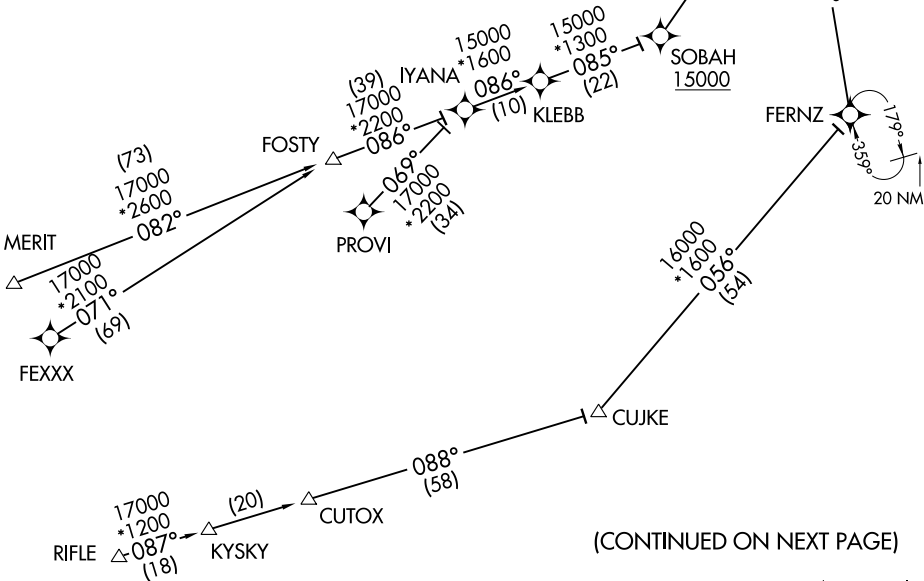 15000
*1300
085°
(22)
SOBAH
15000
15000
*1600
086°
(10)
IYANA
KLEBB
(39)
17000
*2200
086°
FOSTY
FERNZ
179°
359°
20 NM
069°
17000
*2200
(34)
PROVI
(73)
17000
*2600
082°
MERIT
17000
*2100
071°
(69)
FEXXX
16000
*1600
056°
(54)
CUJKE
088°
(58)
(20)
CUTOX
17000
*1200
087°
(18)
RIFLE
KYSKY
(CONTINUED ON NEXT PAGE)